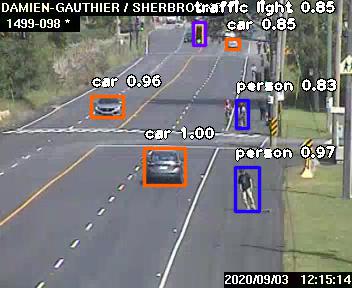 DAMIEN-GAUTHIER / SHERBRO
traffic light 0.85
1499-098 *
car 0.85
car 0.96
person 0.83
car 1.00
person 0.97
2020/09/03 12:15:14